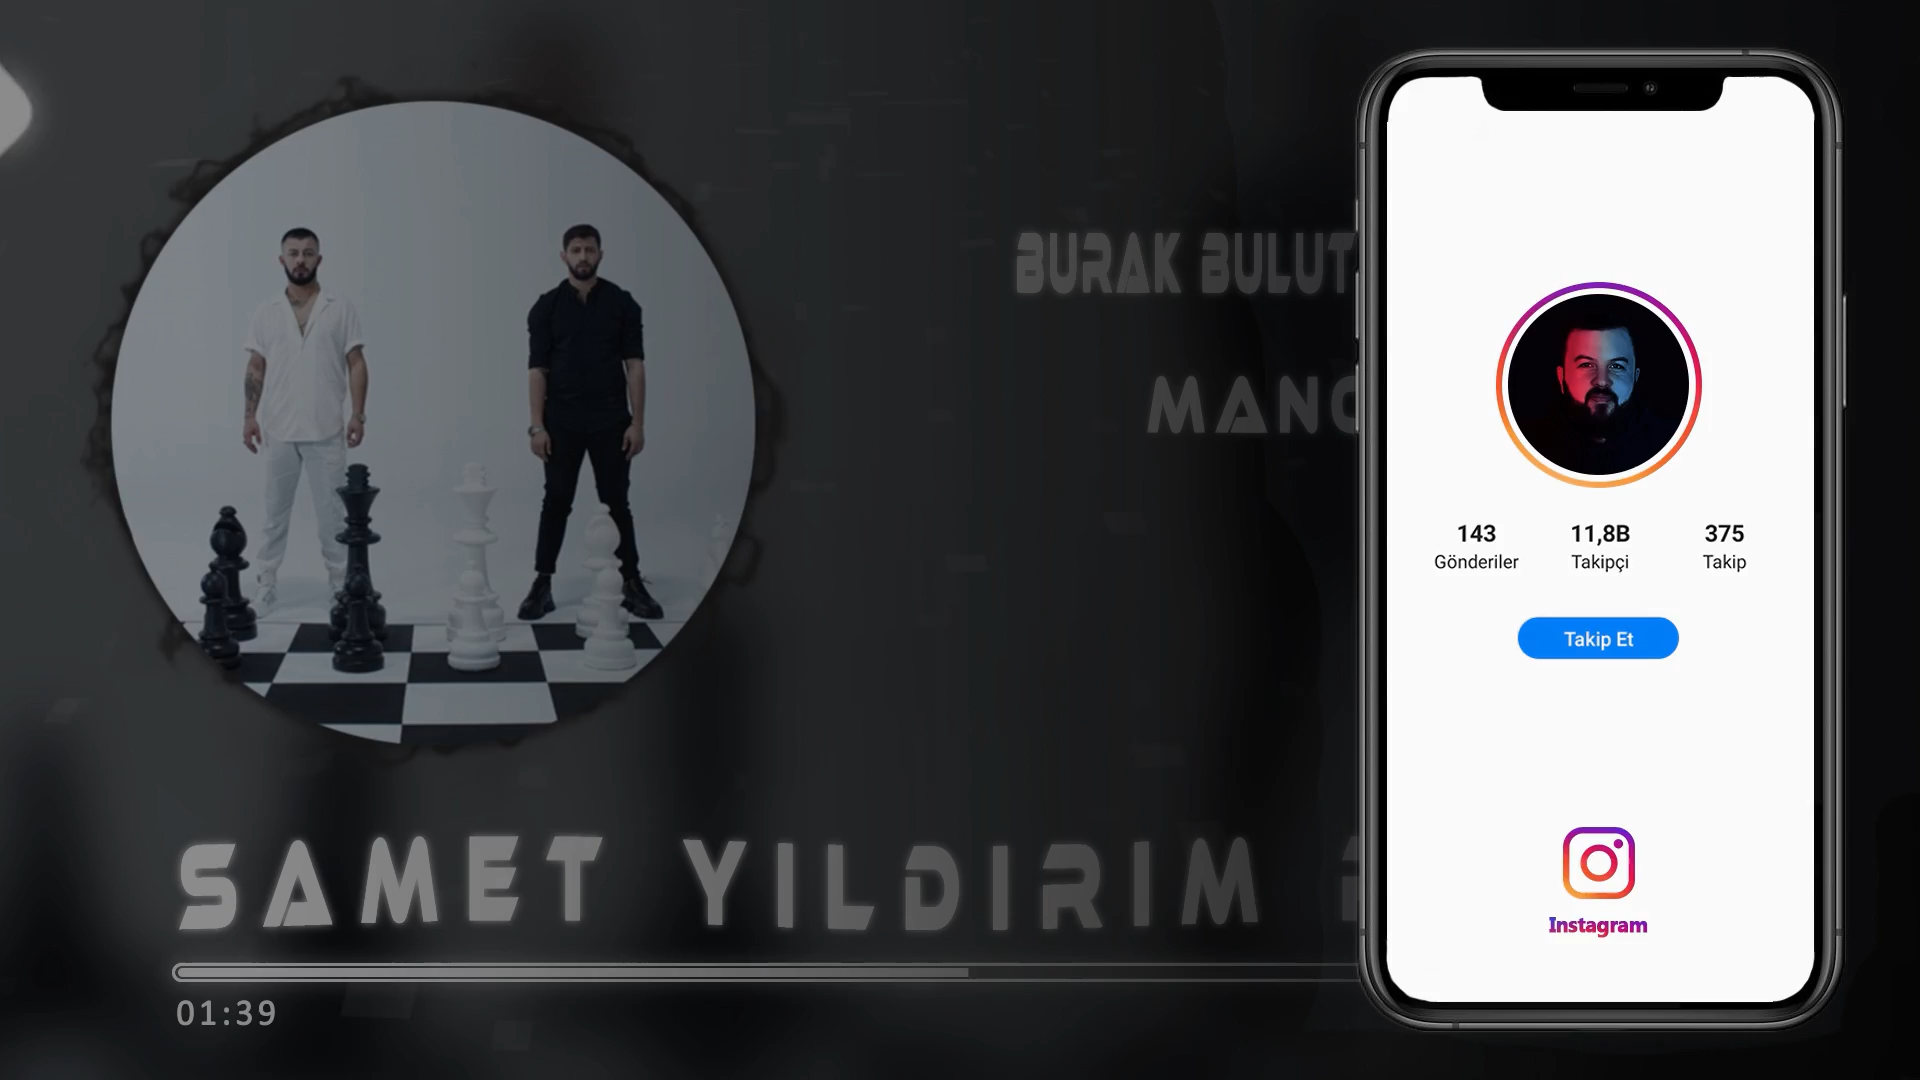 BURAK BULUT
SAMET YILDIRIM
01:39
143 11,8B 375
Gönderiler Takipçi Takip
Takip Et
Instagram